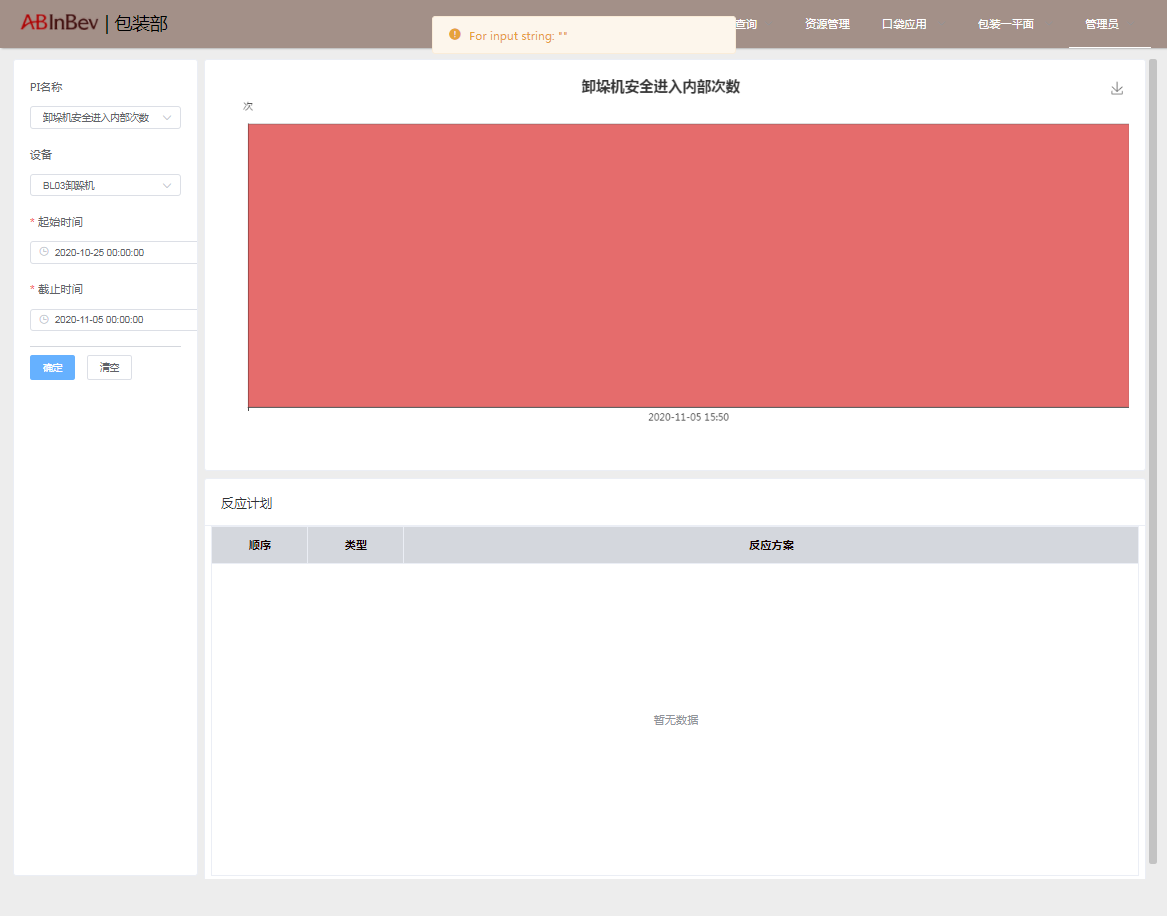 ABInBev | 包装部
For input string: ""
查询
资源管理
口袋应用
包装一平面
管理员
PI名称
卸垛机安全进入内部次数
设备
BL03卸跺机
* 起始时间
2020-10-25 00:00:00
* 截止时间
2020-11-05 00:00:00
确定
清空
卸垛机安全进入内部次数
次
2020-11-05 15:50
反应计划
顺序
类型
反应方案
暂无数据